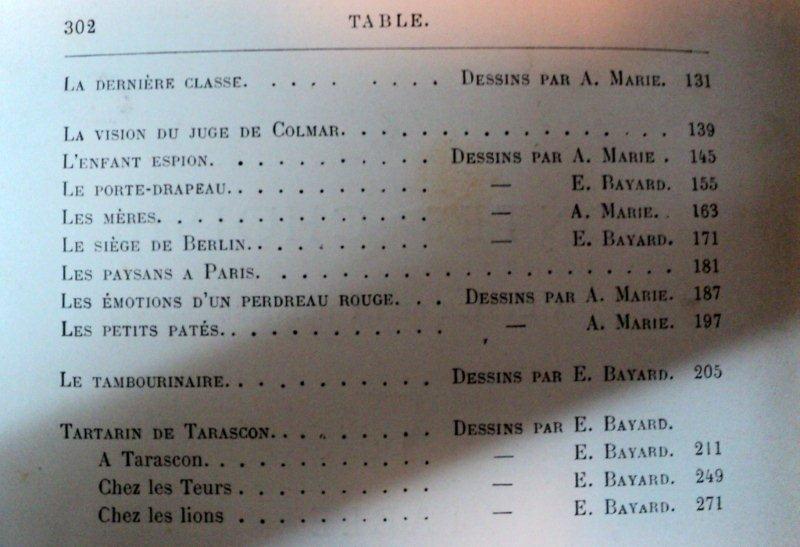 302 TABLE.
LA DERNIÈRE CLASSE. . . . . . . . . DESSINS PAR A. MARIE. 131
LA VISION DU JUGE DE COLMAR. . . . . . . . . . . . . . . . . 139
L'ENFANT ESPION. . . . . . . . . DESSINS PAR A. MARIE . 145
LE PORTE-DRAPEAU. . . . . . . . . — E. BAYARD. 155
LES MÈRES. . . . . . . . . . . . — A. MARIE. 163
LE SIÈGE DE BERLIN. . . . . . . . — E. BAYARD. 171
LES PAYSANS A PARIS. . . . . . . . . . . . . . . . . . . . 181
LES ÉMOTIONS D'UN PERDREAU ROUGE. . . DESSINS PAR A. MARIE. 187
LES PETITS PATÉS. . . . . . . . . . — A. MARIE. 197
LE TAMBOURINAIRE. . . . . . . . . DESSINS PAR E. BAYARD. 205
TARTARIN DE TARASCON. . . . . . . DESSINS PAR E. BAYARD.
A Tarascon. . . . . . . . . . — E. BAYARD. 211
Chez les Teurs . . . . . . . . — E. BAYARD. 249
Chez les lions . . . . . . . . — E. BAYARD. 271